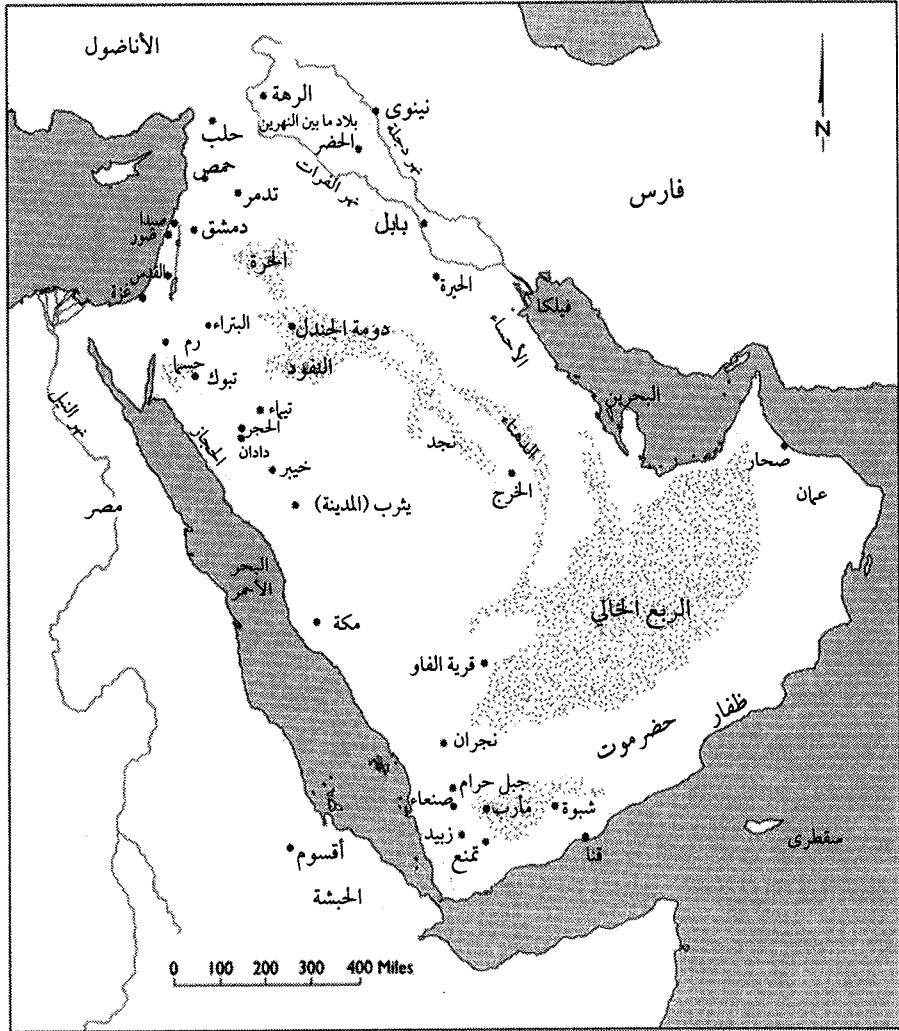 الأناضول
الرهة
نينوى
بلاد ما بين النهرين
الحضر
نهر دجلة
حلب
حمص
نهر الفرات
تدمر
فارس
N
صيدا
صور
دمشق
بابل
الحرة
الحيرة
القدس
غزة
فيلكا
البتراء
دومة الجندل
الأحساء
رم
حسما
النفود
تبوك
البحرين
نهر النيل
تيماء
الحجر
دادان
الحجاز
نجد
الدهناء
خيبر
الخرج
صحار
عمان
يثرب (المدينة)
مصر
البحر
الأحمر
مكة
الربع الخالي
قرية الفاو
ظفار
حضرموت
نجران
جبل حرام
صنعاء
مأرب
شبوة
زبيد
تمنع
قنا
سقطرى
أقسوم
الحبشة
0 100 200 300 400 Miles